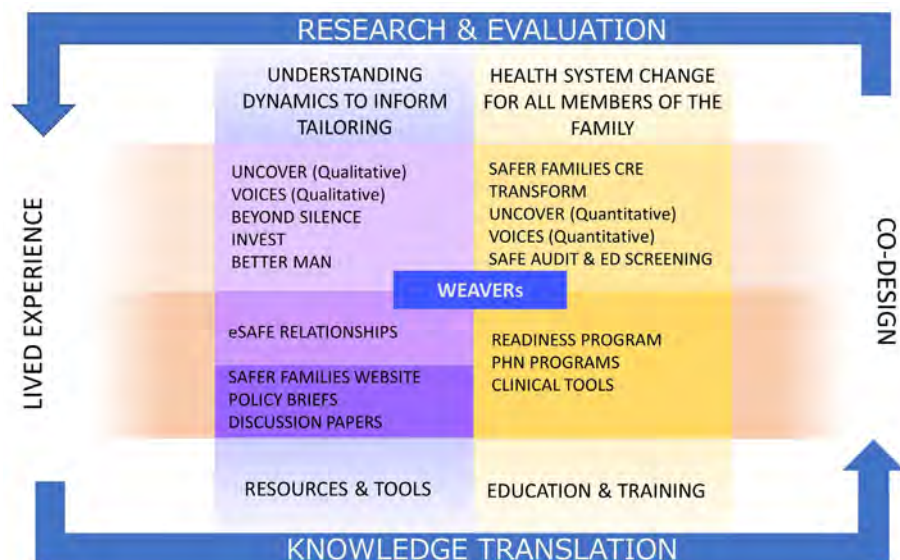 RESEARCH & EVALUATION
UNDERSTANDING
DYNAMICS TO INFORM
TAILORING
HEALTH SYSTEM CHANGE
FOR ALL MEMBERS OF THE
FAMILY
LIVED EXPERIENCE
UNCOVER (Qualitative)
VOICES (Qualitative)
BEYOND SILENCE
INVEST
BETTER MAN
SAFER FAMILIES CRE
TRANSFORM
UNCOVER (Quantitative)
VOICES (Quantitative)
SAFE AUDIT & ED SCREENING
CO-DESIGN
WEAVERs
eSAFE RELATIONSHIPS
SAFER FAMILIES WEBSITE
POLICY BRIEFS
DISCUSSION PAPERS
READINESS PROGRAM
PHN PROGRAMS
CLINICAL TOOLS
RESOURCES & TOOLS
EDUCATION & TRAINING
KNOWLEDGE TRANSLATION